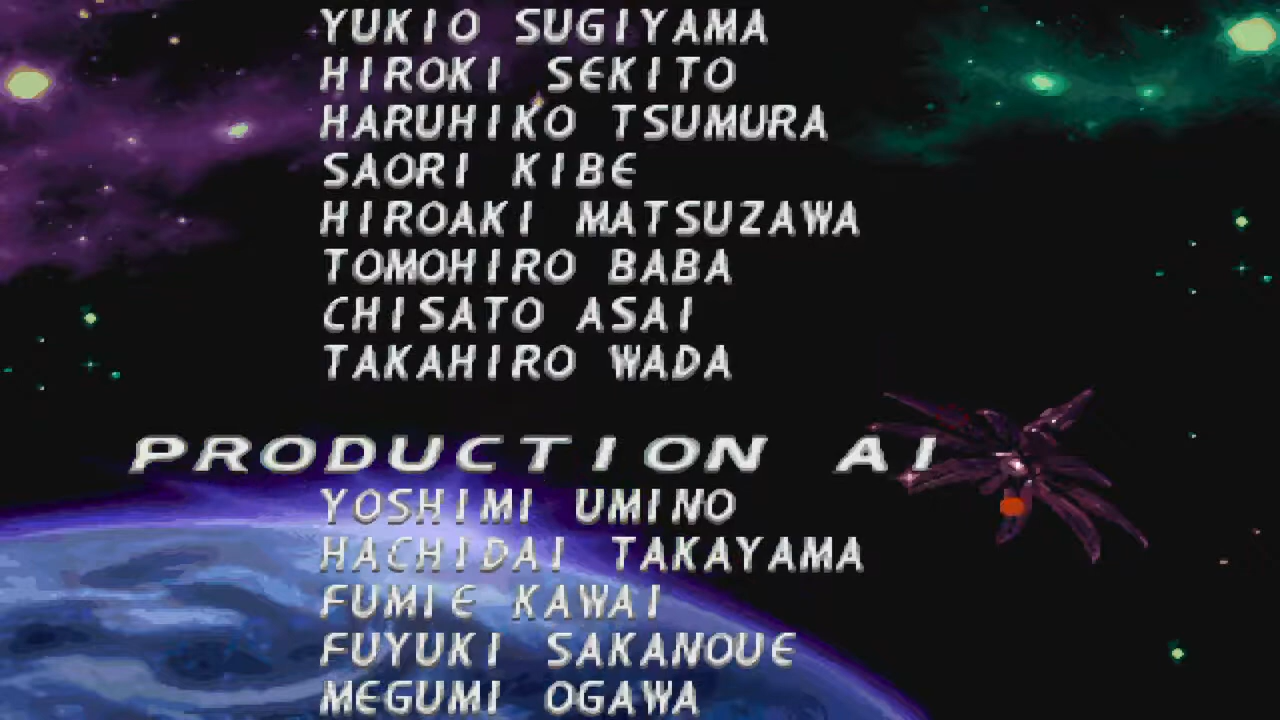 YUKIO SUGIYAMA
HIROKI SEKITO
HARUHIKO TSUMURA
SAORI KIBE
HIROAKI MATSUZAWA
TOMOHIRO BABA
CHISATO ASAI
TAKAHIRO WADA
PRODUCTION AI
YOSHIMI UMINO
HACHIDAI TAKAYAMA
FUMIE KAWAI
FUYUKI SAKANOUE
MEGUMI OGAWA